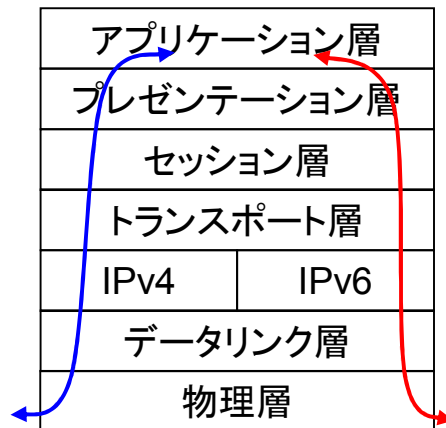 アプリケーション層
プレゼンテーション層
セッション層
トランスポート層
IPv4 IPv6
データリンク層
物理層